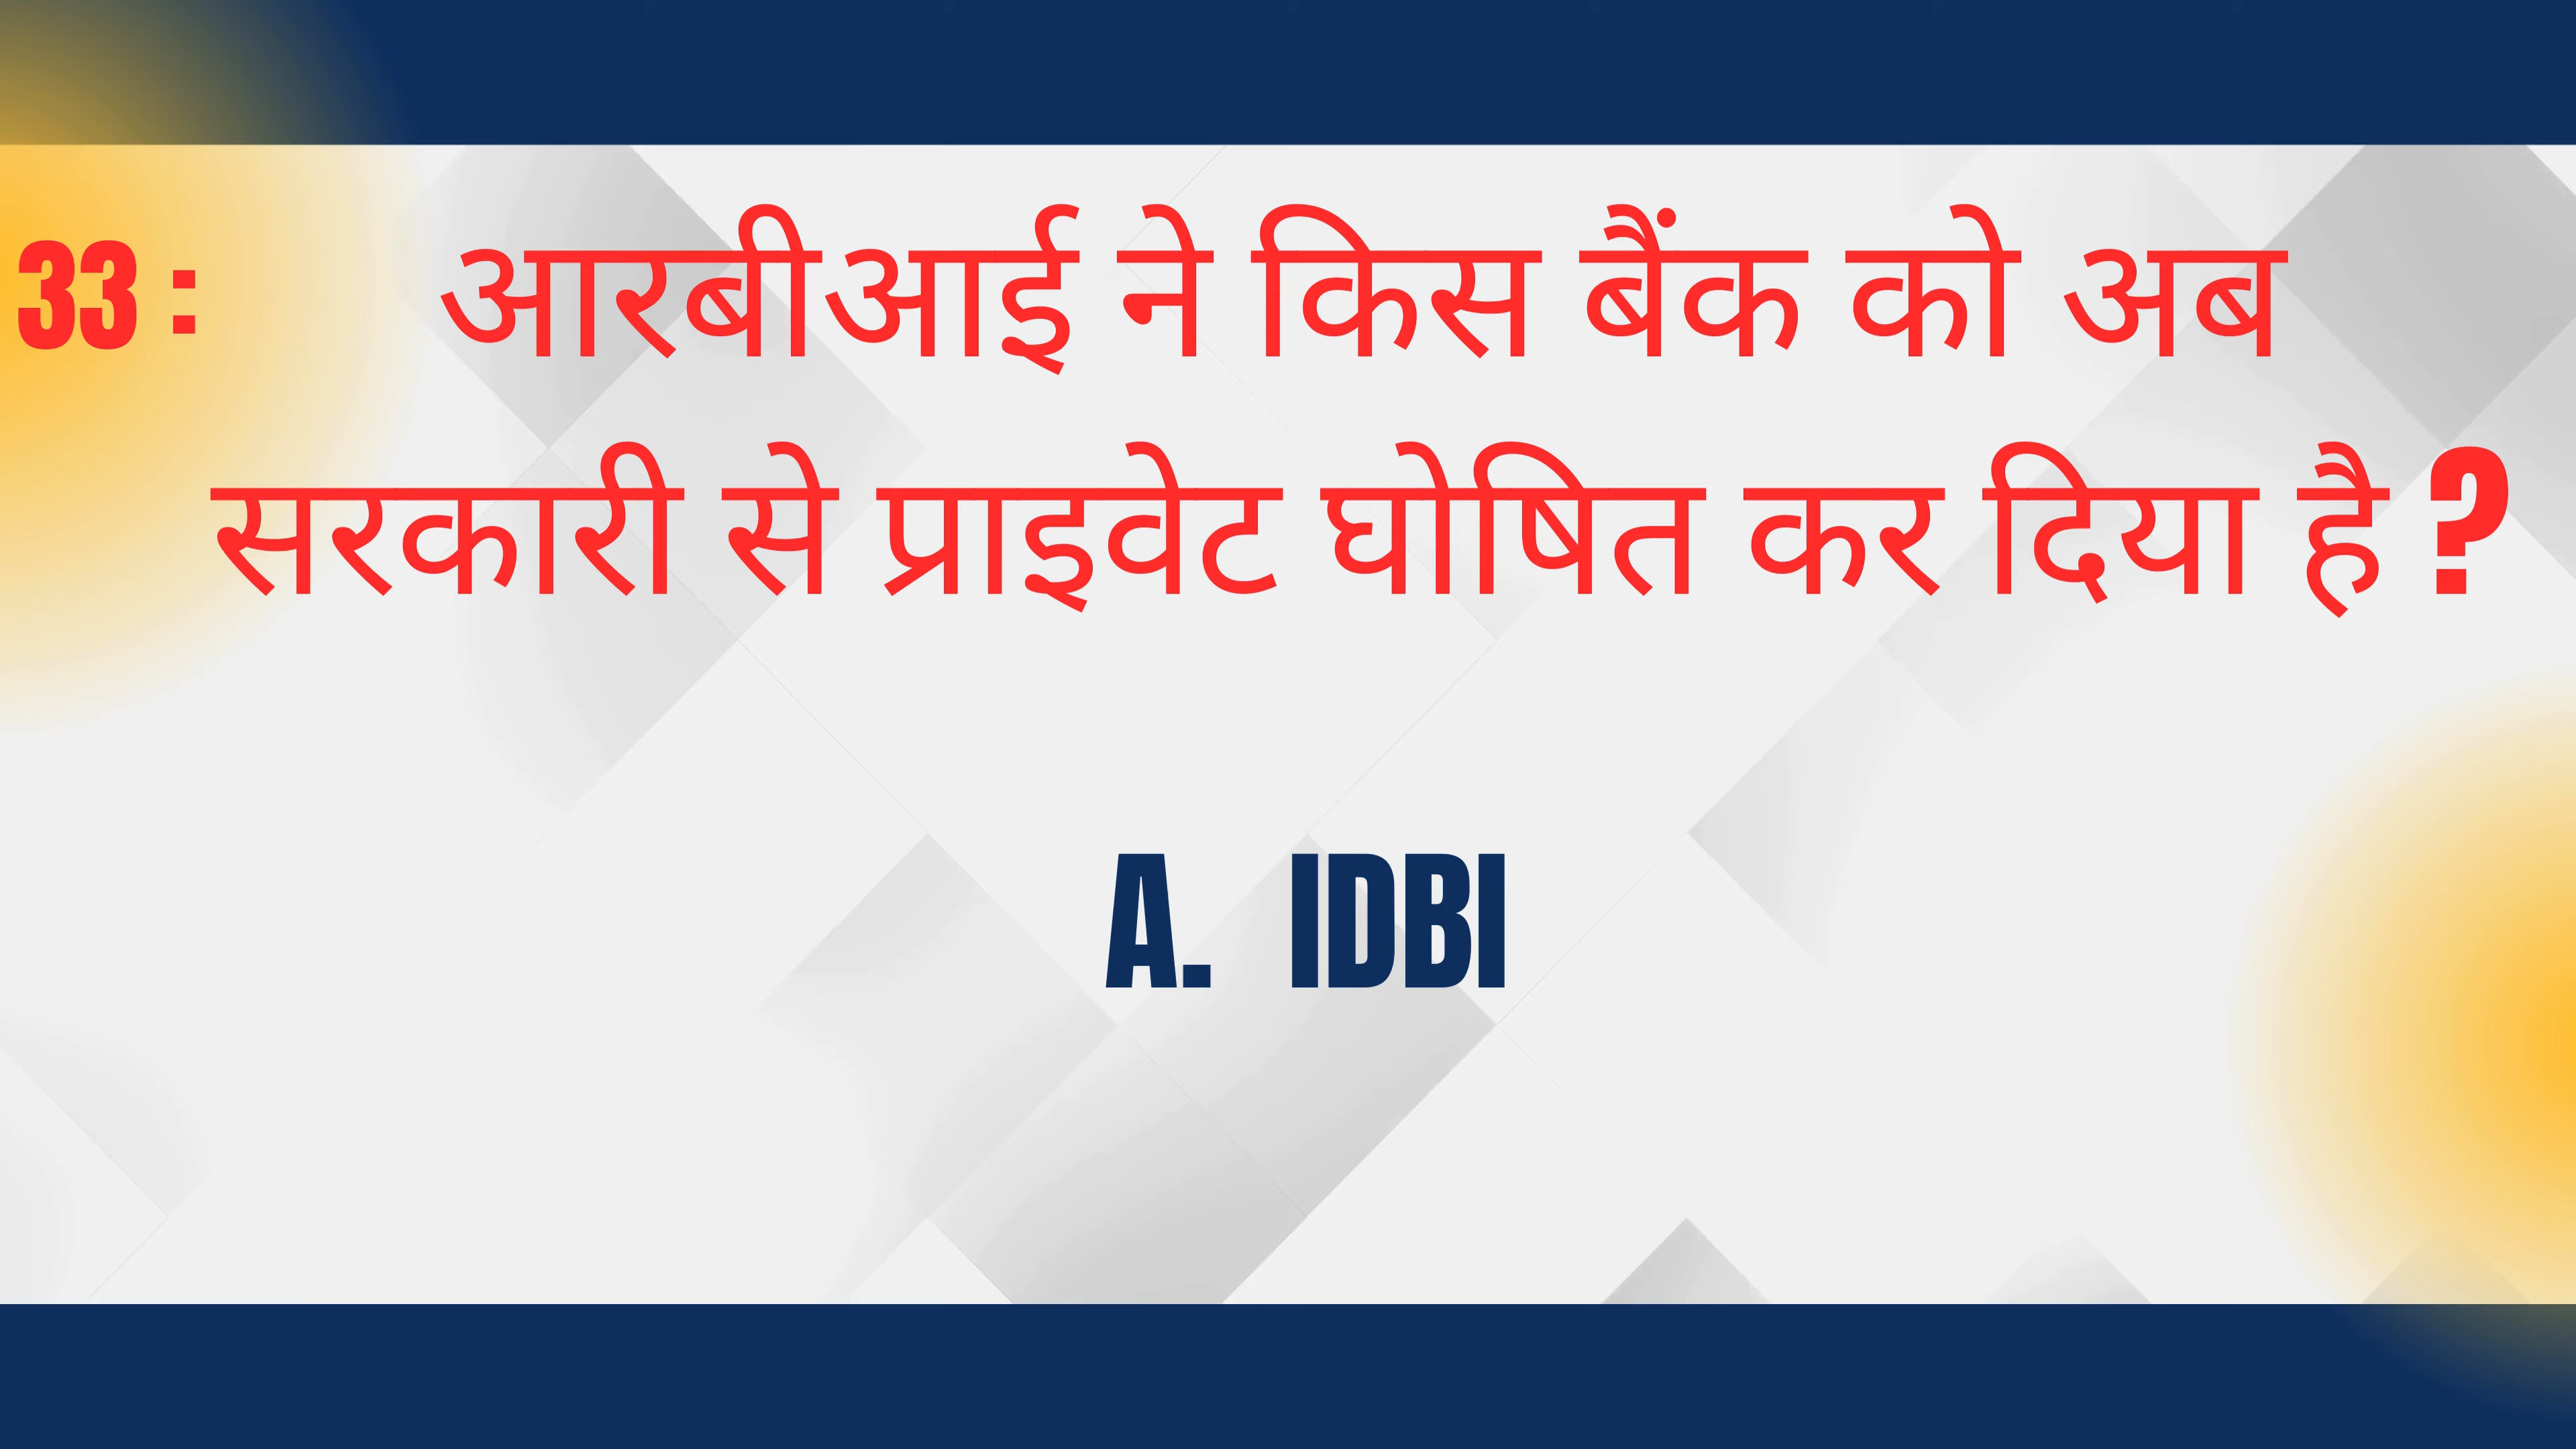 33 : आरबीआई ने किस बैंक को अब
सरकारी से प्राइवेट घोषित कर दिया है ?
A. IDBI